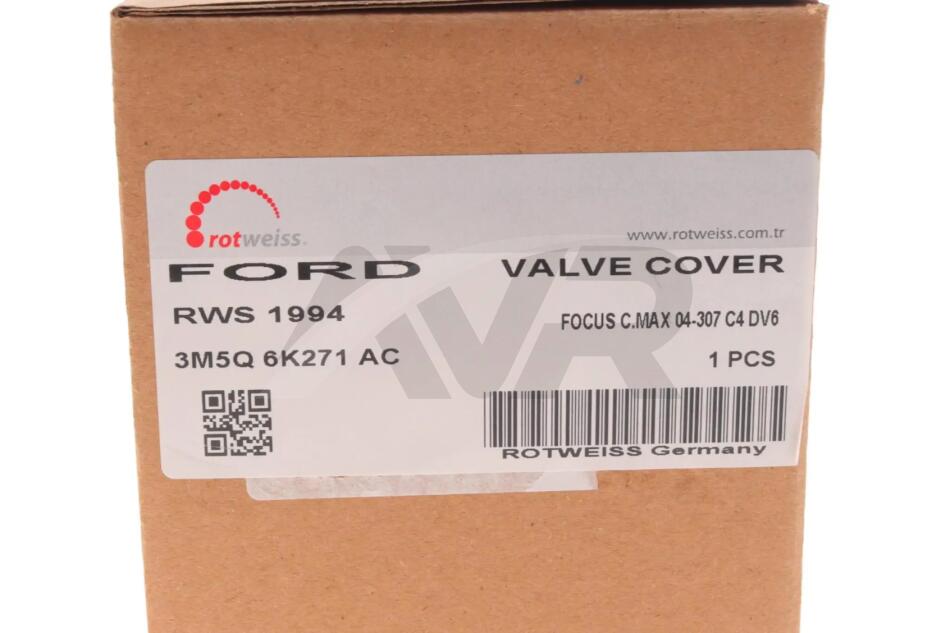 rotweiss.
www.rotweiss.com.tr
FORD VALVE COVER
RWS 1994
FOCUS C.MAX 04-307 C4 DV6
3M5Q 6K271 AC
1 PCS
ROTWEISS Germany
AVR